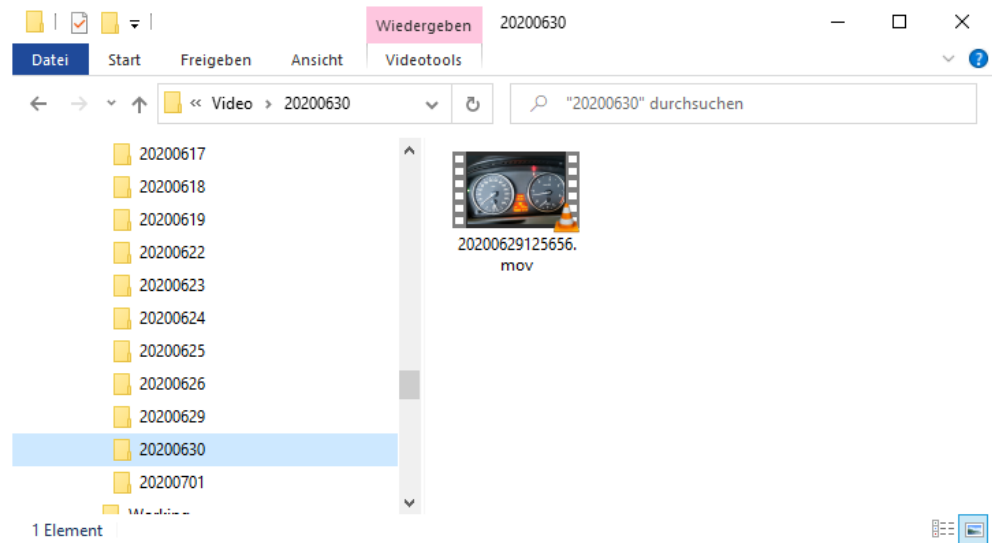 Wiedergeben 20200630
Datei Start Freigeben Ansicht Videotools
« Video › 20200630 "20200630" durchsuchen
20200617
20200618
20200619
20200622
20200623
20200624
20200625
20200626
20200629
20200630
20200701
Working
20200629125656.
mov
1 Element